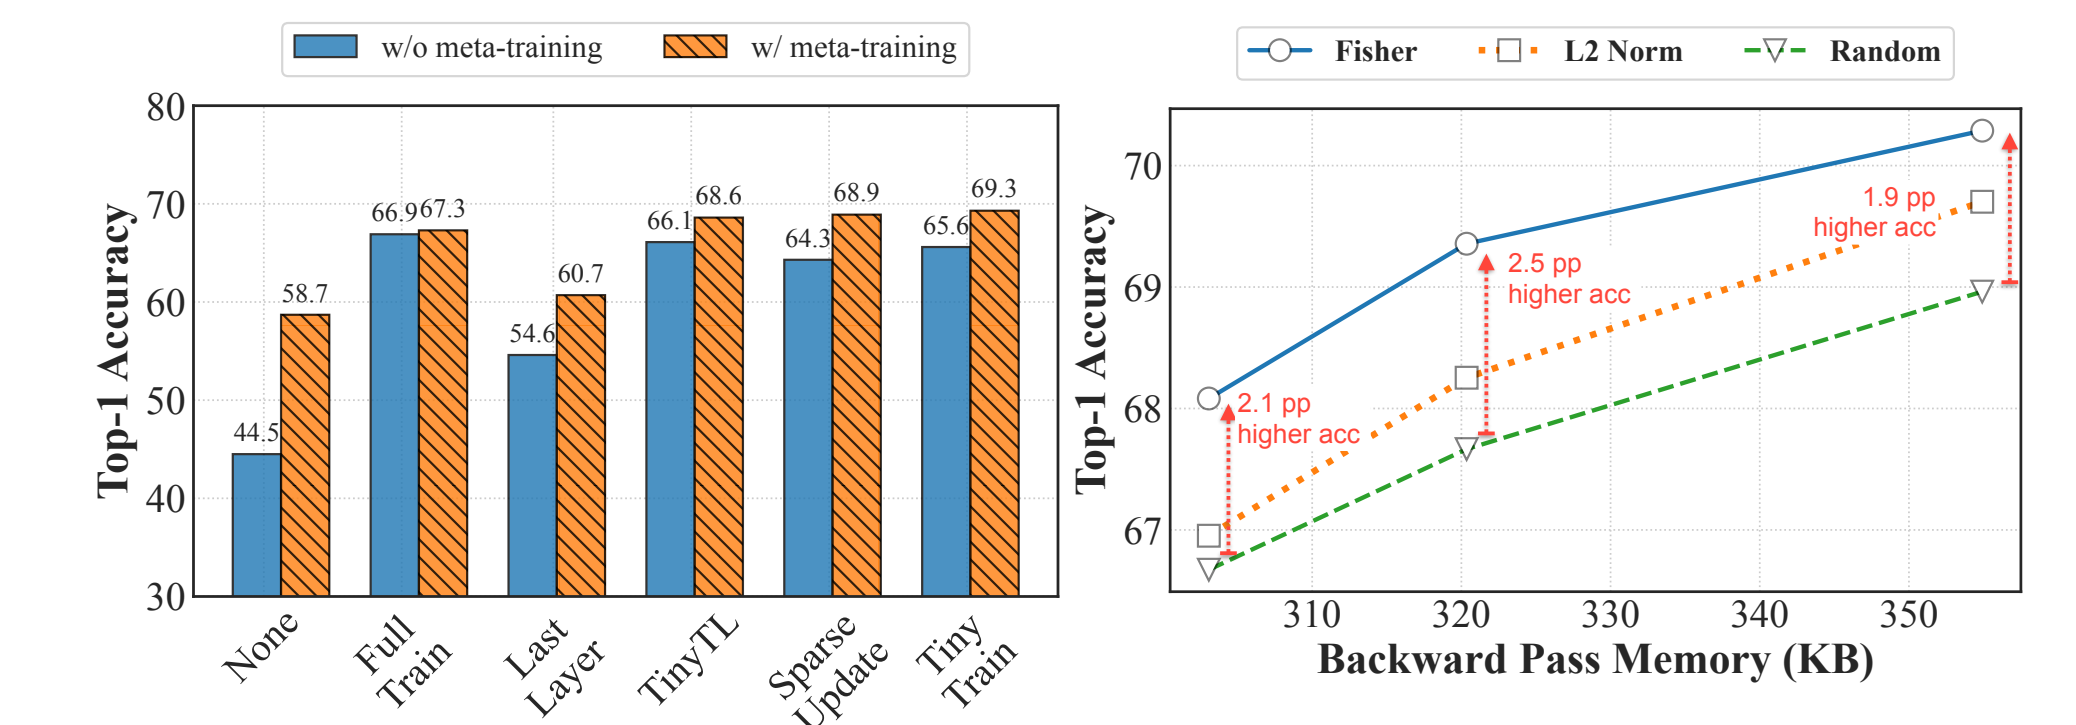 w/o meta-training
w/ meta-training
Top-1 Accuracy
80
70
60
50
40
30
44.5
58.7
66.9
67.3
54.6
60.7
66.1
68.6
64.3
68.9
65.6
69.3
None
Full
Train
Last
Layer
TinyTL
Sparse
Update
Tiny
Train
Fisher
L2 Norm
Random
Top-1 Accuracy
70
69
68
67
2.1 pp
higher acc
2.5 pp
higher acc
1.9 pp
higher acc
310
320
330
340
350
Backward Pass Memory (KB)